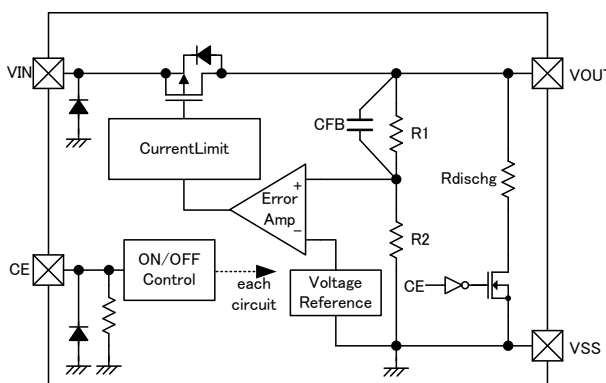 VIN
VOUT
CFB
R1
CurrentLimit
Rdischg
+
Error
Amp
−
R2
CE
ON/OFF
Control
each
circuit
Voltage
Reference
CE
VSS